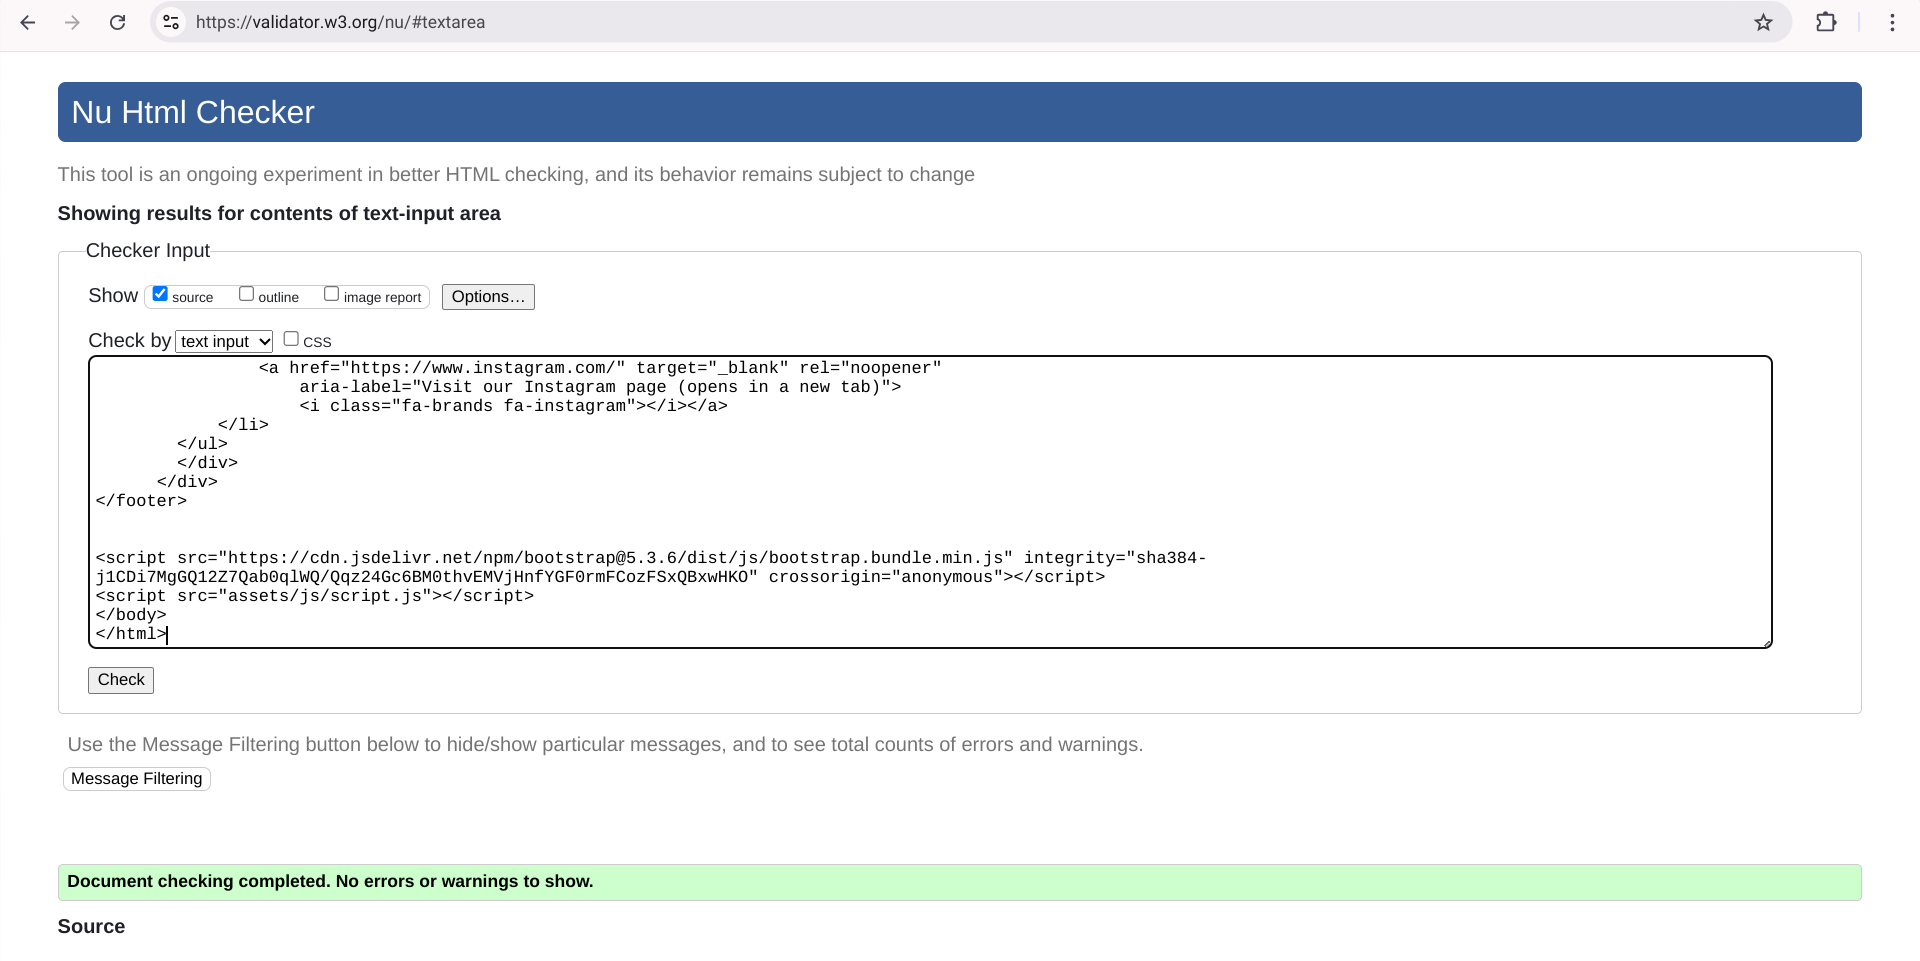 https://validator.w3.org/nu/#textarea
Nu Html Checker
This tool is an ongoing experiment in better HTML checking, and its behavior remains subject to change
Showing results for contents of text-input area
Checker Input
Show source outline image report Options…
Check by text input CSS
<a href="https://www.instagram.com/" target="_blank" rel="noopener"
aria-label="Visit our Instagram page (opens in a new tab)">
<i class="fa-brands fa-instagram"></i></a>
</li>
</ul>
</div>
</div>
</footer>
<script src="https://cdn.jsdelivr.net/npm/bootstrap@5.3.6/dist/js/bootstrap.bundle.min.js" integrity="sha384-
j1CDi7MgGQ12Z7Qab0qlWQ/Qqz24Gc6BM0thvEMVjHnfYGF0rmFCozFSxQBxwHKO" crossorigin="anonymous"></script>
<script src="assets/js/script.js"></script>
</body>
</html>
Check
Use the Message Filtering button below to hide/show particular messages, and to see total counts of errors and warnings.
Message Filtering
Document checking completed. No errors or warnings to show.
Source